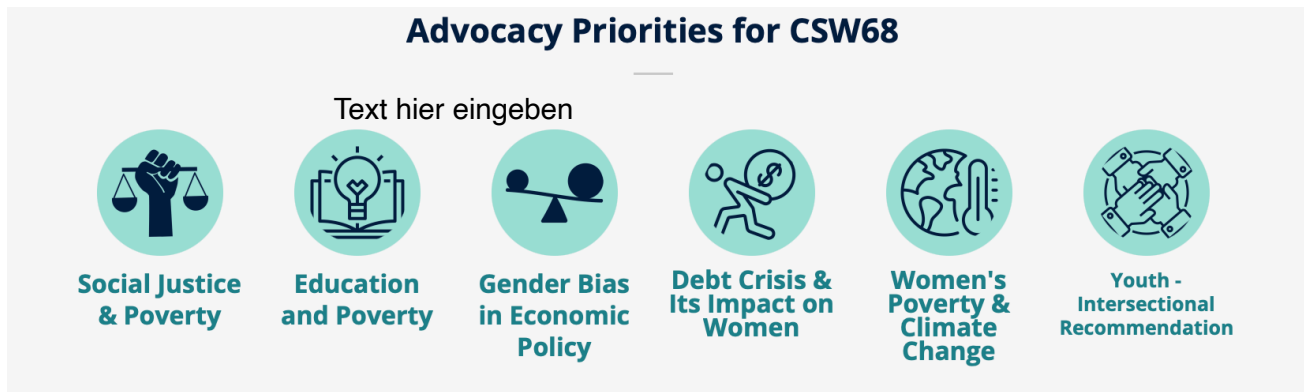 Advocacy Priorities for CSW68
Text hier eingeben
$
Social Justice
& Poverty
Education
and Poverty
Gender Bias
in Economic
Policy
Debt Crisis &
Its Impact on
Women
Women's
Poverty &
Climate
Change
Youth -
Intersectional
Recommendation